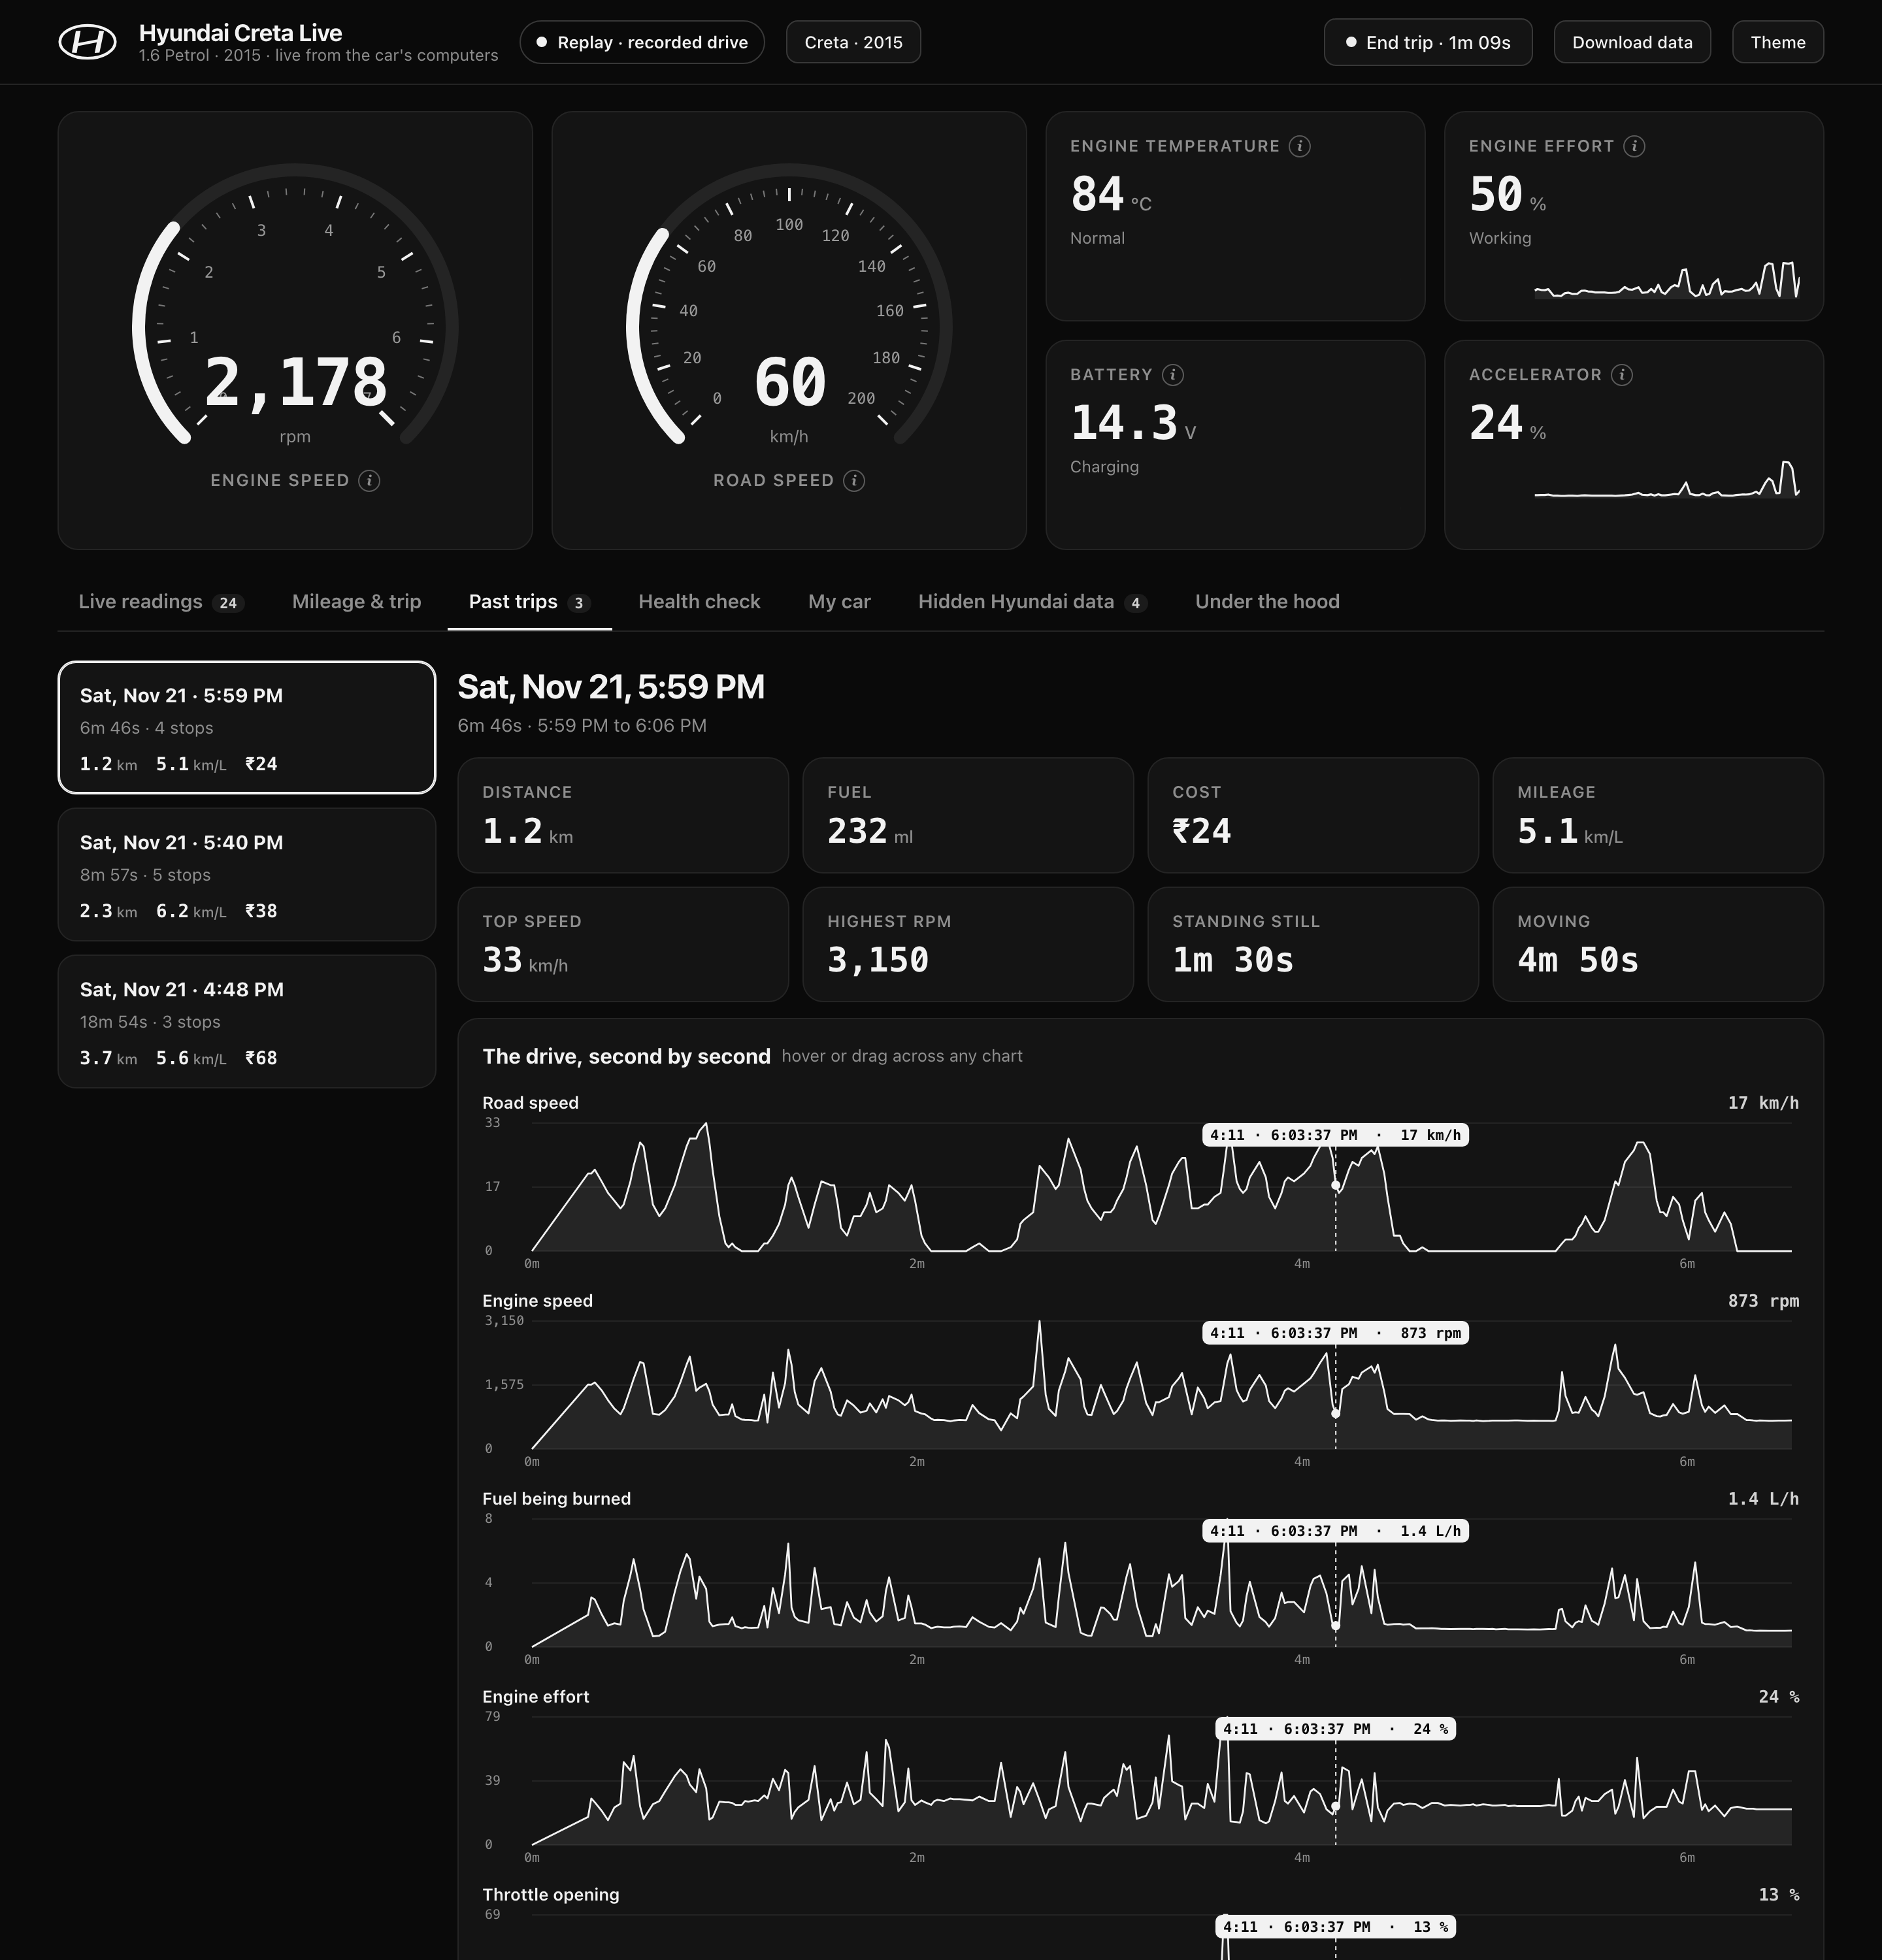 Hyundai Creta Live
1.6 Petrol · 2015 · live from the car's computers
Replay · recorded drive
Creta · 2015
End trip · 1m 09s
Download data
Theme
1
2
3
4
5
6
2,178
rpm
ENGINE SPEED i
0
20
40
60
80
100
120
140
160
180
200
60
km/h
ROAD SPEED i
ENGINE TEMPERATURE i
84 °C
Normal
ENGINE EFFORT i
50 %
Working
BATTERY i
14.3 V
Charging
ACCELERATOR i
24 %
Live readings 24
Mileage & trip
Past trips 3
Health check
My car
Hidden Hyundai data 4
Under the hood
Sat, Nov 21 · 5:59 PM
6m 46s · 4 stops
1.2 km 5.1 km/L ₹24
Sat, Nov 21 · 5:40 PM
8m 57s · 5 stops
2.3 km 6.2 km/L ₹38
Sat, Nov 21 · 4:48 PM
18m 54s · 3 stops
3.7 km 5.6 km/L ₹68
Sat, Nov 21, 5:59 PM
6m 46s · 5:59 PM to 6:06 PM
DISTANCE
1.2 km
FUEL
232 ml
COST
₹24
MILEAGE
5.1 km/L
TOP SPEED
33 km/h
HIGHEST RPM
3,150
STANDING STILL
1m 30s
MOVING
4m 50s
The drive, second by second hover or drag across any chart
Road speed 17 km/h
33
4:11 · 6:03:37 PM · 17 km/h
17
0
0m 2m 4m 6m
Engine speed 873 rpm
3,150
4:11 · 6:03:37 PM · 873 rpm
1,575
0
0m 2m 4m 6m
Fuel being burned 1.4 L/h
8
4:11 · 6:03:37 PM · 1.4 L/h
4
0
0m 2m 4m 6m
Engine effort 24 %
79
4:11 · 6:03:37 PM · 24 %
39
0
0m 2m 4m 6m
Throttle opening 13 %
69
4:11 · 6:03:37 PM · 13 %